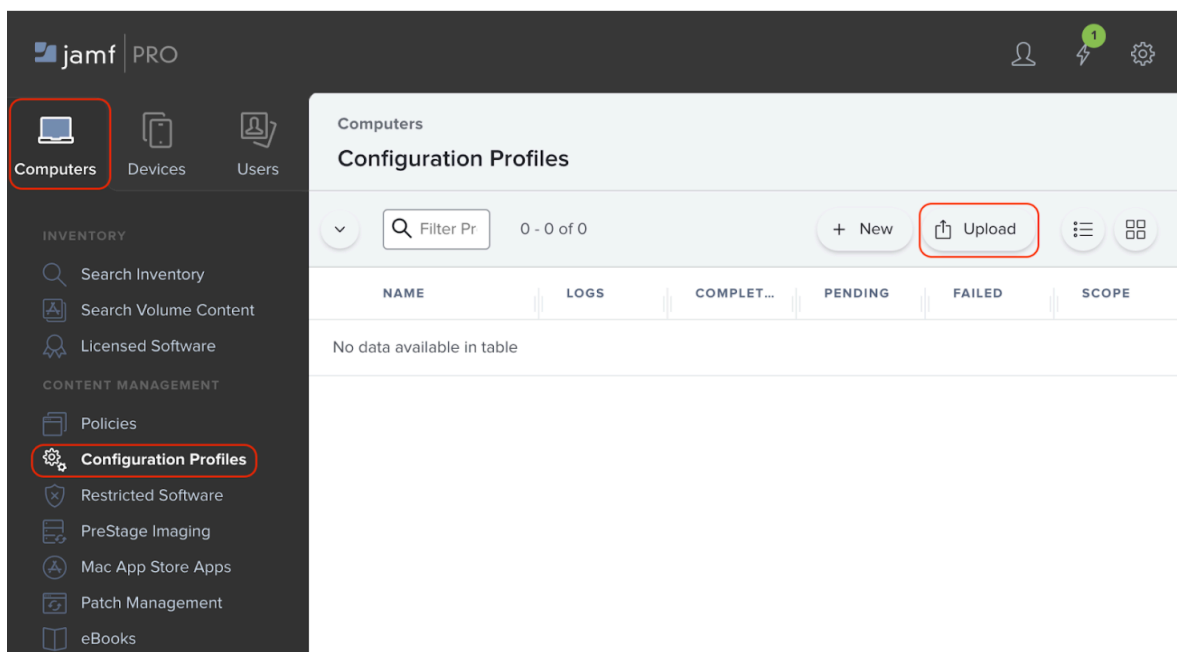 jamf PRO
1
Computers
Devices
Users
INVENTORY
Search Inventory
Search Volume Content
Licensed Software
CONTENT MANAGEMENT
Policies
Configuration Profiles
Restricted Software
PreStage Imaging
Mac App Store Apps
Patch Management
eBooks
Computers
Configuration Profiles
Filter Pr
0 - 0 of 0
+ New
Upload
NAME LOGS COMPLET... PENDING FAILED SCOPE
No data available in table